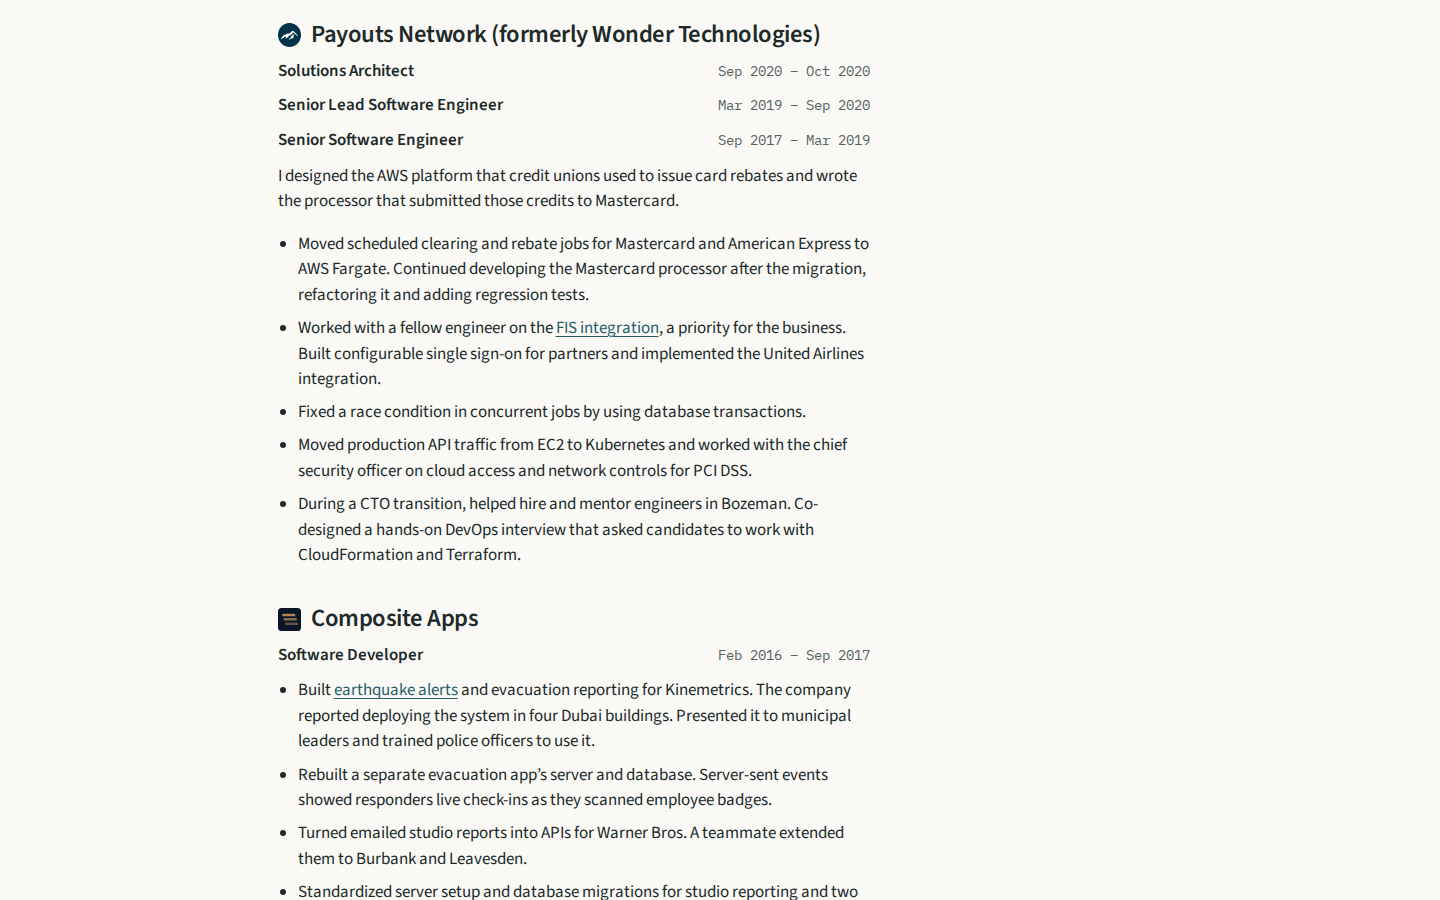 Payouts Network (formerly Wonder Technologies)
Solutions Architect Sep 2020 – Oct 2020
Senior Lead Software Engineer Mar 2019 – Sep 2020
Senior Software Engineer Sep 2017 – Mar 2019
I designed the AWS platform that credit unions used to issue card rebates and wrote
the processor that submitted those credits to Mastercard.
• Moved scheduled clearing and rebate jobs for Mastercard and American Express to
AWS Fargate. Continued developing the Mastercard processor after the migration,
refactoring it and adding regression tests.
• Worked with a fellow engineer on the FIS integration, a priority for the business.
Built configurable single sign-on for partners and implemented the United Airlines
integration.
• Fixed a race condition in concurrent jobs by using database transactions.
• Moved production API traffic from EC2 to Kubernetes and worked with the chief
security officer on cloud access and network controls for PCI DSS.
• During a CTO transition, helped hire and mentor engineers in Bozeman. Co-
designed a hands-on DevOps interview that asked candidates to work with
CloudFormation and Terraform.
Composite Apps
Software Developer Feb 2016 – Sep 2017
• Built earthquake alerts and evacuation reporting for Kinemetrics. The company
reported deploying the system in four Dubai buildings. Presented it to municipal
leaders and trained police officers to use it.
• Rebuilt a separate evacuation app’s server and database. Server-sent events
showed responders live check-ins as they scanned employee badges.
• Turned emailed studio reports into APIs for Warner Bros. A teammate extended
them to Burbank and Leavesden.
• Standardized server setup and database migrations for studio reporting and two